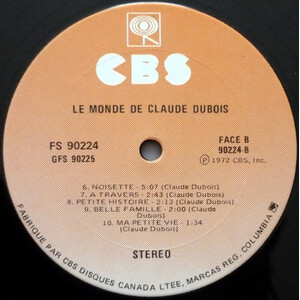 CBS
LE MONDE DE CLAUDE DUBOIS
FS 90224
GFS 90225
FACE B
90224-B
Ⓟ 1972 CBS, Inc.
6. NOISETTE - 5:07 (Claude Dubois)
7. A TRAVERS - 2:43 (Claude Dubois)
8. PETITE HISTOIRE - 2:13 (Claude Dubois)
9. BELLE FAMILLE - 2:00 (Claude Dubois)
10. MA PETITE VIE - 1:34
(Claude Dubois)
STEREO
FABRIQUE PAR CBS DISQUES CANADA LTEE, MARCAS REG. COLUMBIA